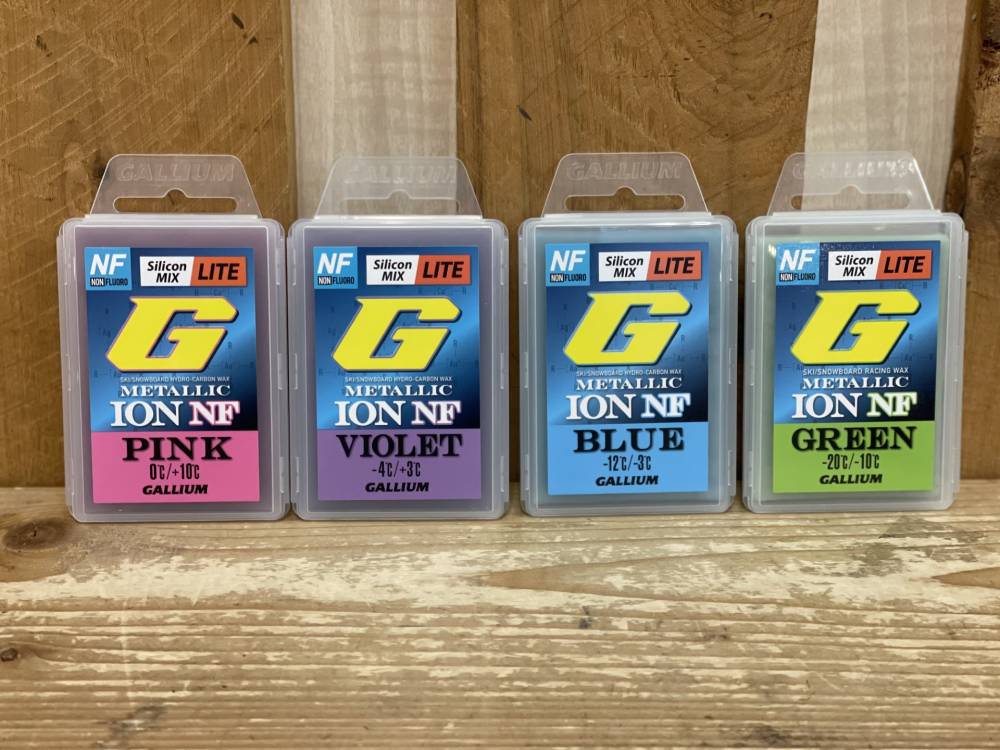 GALLIUM
NF
NON FLUORO
Silicon
MIX
LITE
G
SKI/SNOWBOARD HYDRO-CARBON WAX
METALLIC
ION NF
PINK
0℃/+10℃
GALLIUM
GALLIUM
NF
NON FLUORO
Silicon
MIX
LITE
G
SKI/SNOWBOARD HYDRO-CARBON WAX
METALLIC
ION NF
VIOLET
-4℃/+3℃
GALLIUM
GALLIUM
NF
NON FLUORO
Silicon
MIX
LITE
G
SKI/SNOWBOARD HYDRO-CARBON WAX
METALLIC
ION NF
BLUE
-12℃/-3℃
GALLIUM
GALLIUM
NF
NON FLUORO
Silicon
MIX
LITE
G
SKI/SNOWBOARD RACING WAX
METALLIC
ION NF
GREEN
-20℃/-10℃
GALLIUM